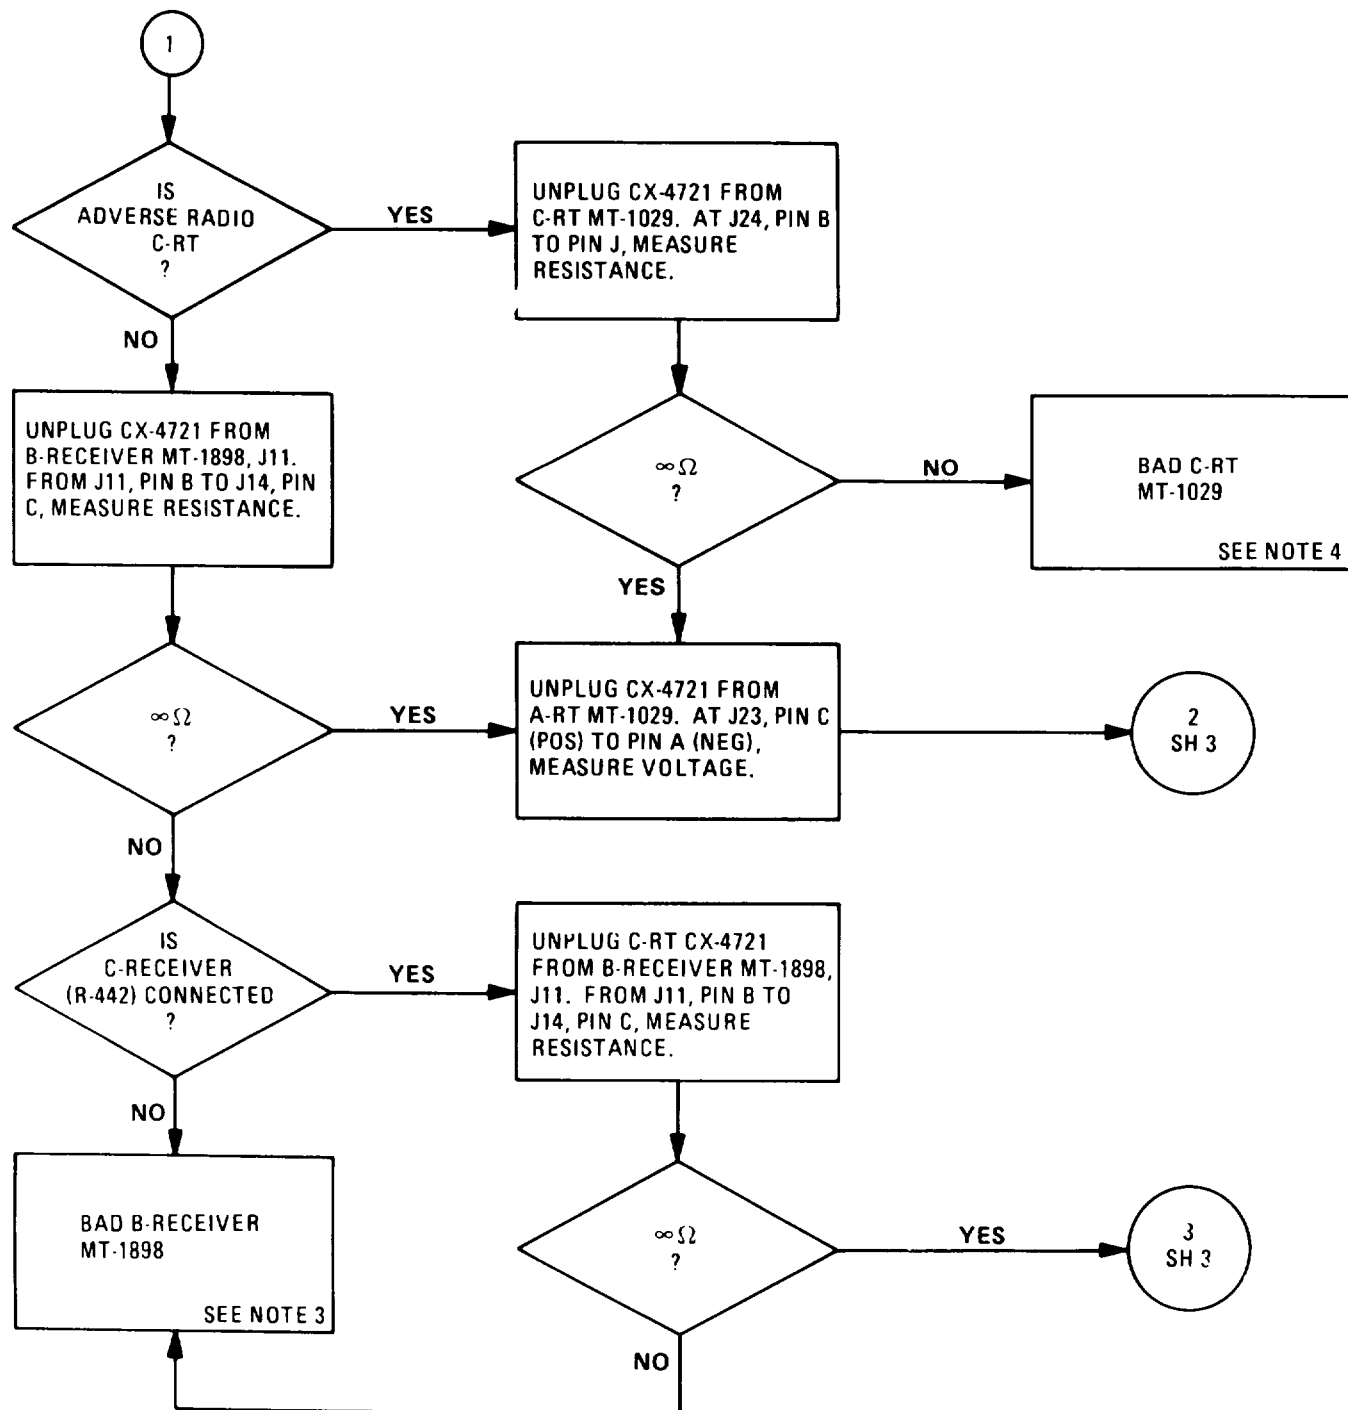 1
IS
ADVERSE RADIO
C-RT
?
YES
NO
UNPLUG CX-4721 FROM
C-RT MT-1029. AT J24, PIN B
TO PIN J, MEASURE
RESISTANCE.
UNPLUG CX-4721 FROM
B-RECEIVER MT-1898, J11.
FROM J11, PIN B TO J14, PIN
C, MEASURE RESISTANCE.
∞ Ω
?
NO
YES
BAD C-RT
MT-1029
SEE NOTE 4
∞ Ω
?
YES
NO
UNPLUG CX-4721 FROM
A-RT MT-1029. AT J23, PIN C
(POS) TO PIN A (NEG),
MEASURE VOLTAGE.
2
SH 3
IS
C-RECEIVER
(R-442) CONNECTED
?
YES
NO
UNPLUG C-RT CX-4721
FROM B-RECEIVER MT-1898,
J11. FROM J11, PIN B TO
J14, PIN C, MEASURE
RESISTANCE.
BAD B-RECEIVER
MT-1898
SEE NOTE 3
∞ Ω
?
YES
NO
3
SH 3